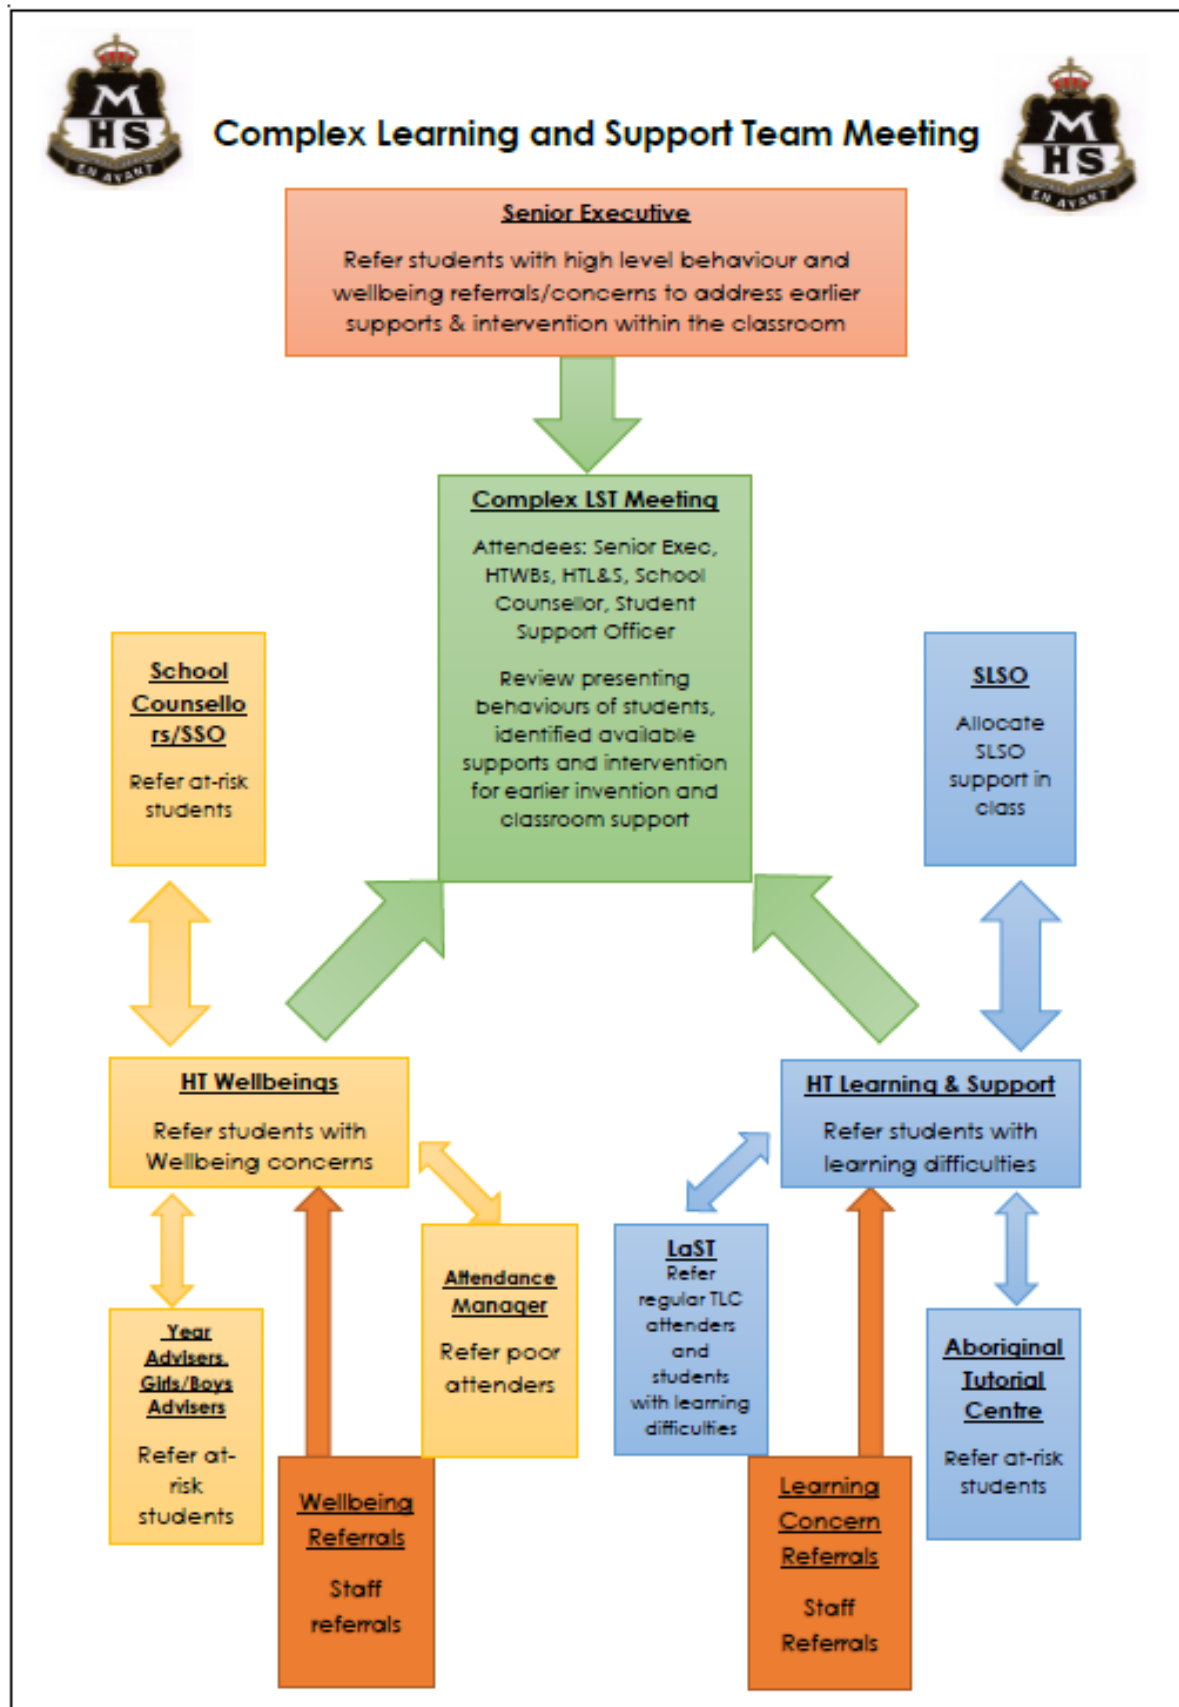 M
HS
EN AVANT
Complex Learning and Support Team Meeting
M
HS
EN AVANT
Senior Executive
Refer students with high level behaviour and
wellbeing referrals/concerns to address earlier
supports & intervention within the classroom
Complex LST Meeting
Attendees: Senior Exec,
HTWBs, HTL&S, School
Counsellor, Student
Support Officer
Review presenting
behaviours of students,
identified available
supports and intervention
for earlier invention and
classroom support
School
Counsello
rs/SSO
Refer at-risk
students
SLSO
Allocate
SLSO
support in
class
HT Wellbeings
Refer students with
Wellbeing concerns
HT Learning & Support
Refer students with
learning difficulties
Year
Advisers,
Girls/Boys
Advisers
Refer at-
risk
students
Attendance
Manager
Refer poor
attenders
LaST
Refer
regular TLC
attenders
and
students
with learning
difficulties
Aboriginal
Tutorial
Centre
Refer at-risk
students
Wellbeing
Referrals
Staff
referrals
Learning
Concern
Referrals
Staff
Referrals